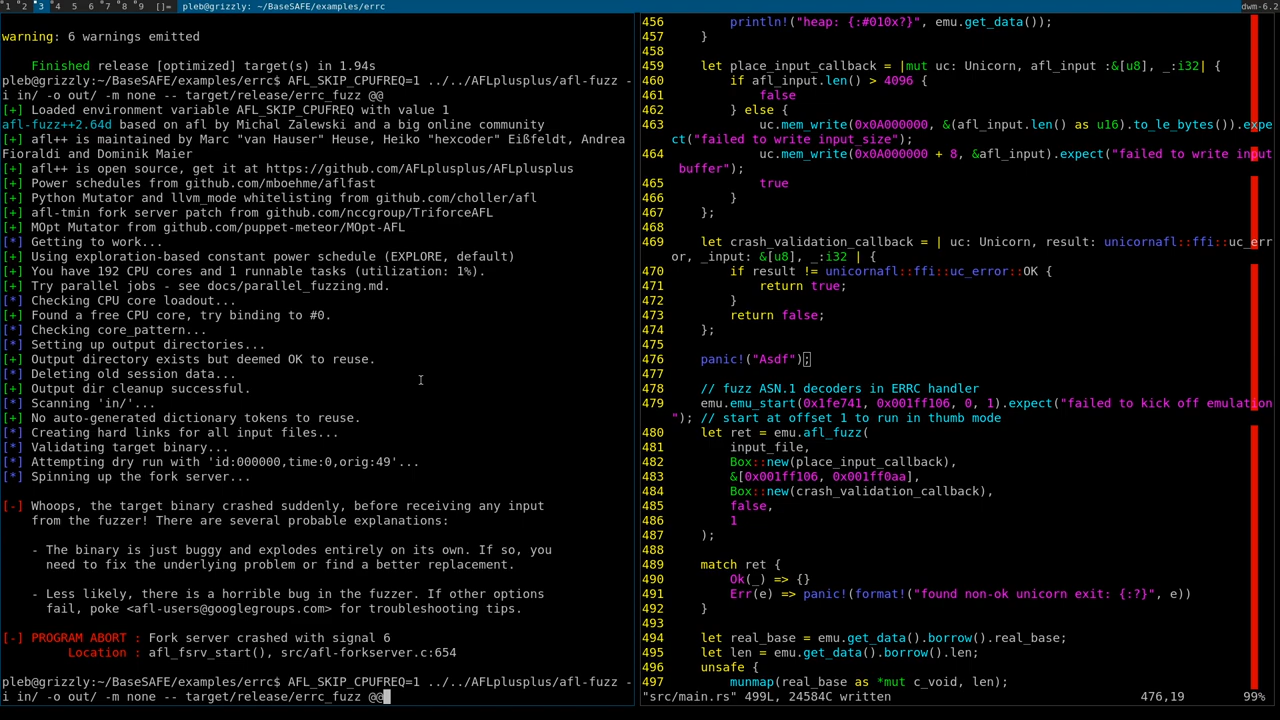 1 2 3 4 5 6 7 8 9 []= pleb@grizzly: ~/BaseSAFE/examples/errc dwm-6.2
warning: 6 warnings emitted
Finished release [optimized] target(s) in 1.94s
pleb@grizzly:~/BaseSAFE/examples/errc$ AFL_SKIP_CPUFREQ=1 ../../AFLplusplus/afl-fuzz -
i in/ -o out/ -m none -- target/release/errc_fuzz @@
[+] Loaded environment variable AFL_SKIP_CPUFREQ with value 1
afl-fuzz++2.64d based on afl by Michal Zalewski and a big online community
[+] afl++ is maintained by Marc "van Hauser" Heuse, Heiko "hexcoder" Eißfeldt, Andrea
Fioraldi and Dominik Maier
[+] afl++ is open source, get it at https://github.com/AFLplusplus/AFLplusplus
[+] Power schedules from github.com/mboehme/aflfast
[+] Python Mutator and llvm_mode whitelisting from github.com/choller/afl
[+] afl-tmin fork server patch from github.com/nccgroup/TriforceAFL
[+] MOpt Mutator from github.com/puppet-meteor/MOpt-AFL
[*] Getting to work...
[+] Using exploration-based constant power schedule (EXPLORE, default)
[+] You have 192 CPU cores and 1 runnable tasks (utilization: 1%).
[+] Try parallel jobs - see docs/parallel_fuzzing.md.
[*] Checking CPU core loadout...
[+] Found a free CPU core, try binding to #0.
[*] Checking core_pattern...
[*] Setting up output directories...
[+] Output directory exists but deemed OK to reuse.
[*] Deleting old session data...
[+] Output dir cleanup successful.
[*] Scanning 'in/'...
[+] No auto-generated dictionary tokens to reuse.
[*] Creating hard links for all input files...
[*] Validating target binary...
[*] Attempting dry run with 'id:000000,time:0,orig:49'...
[*] Spinning up the fork server...
[-] Whoops, the target binary crashed suddenly, before receiving any input
from the fuzzer! There are several probable explanations:
- The binary is just buggy and explodes entirely on its own. If so, you
need to fix the underlying problem or find a better replacement.
- Less likely, there is a horrible bug in the fuzzer. If other options
fail, poke <afl-users@googlegroups.com> for troubleshooting tips.
[-] PROGRAM ABORT : Fork server crashed with signal 6
Location : afl_fsrv_start(), src/afl-forkserver.c:654
pleb@grizzly:~/BaseSAFE/examples/errc$ AFL_SKIP_CPUFREQ=1 ../../AFLplusplus/afl-fuzz -
i in/ -o out/ -m none -- target/release/errc_fuzz @@
456 println!("heap: {:#010x?}", emu.get_data());
457 }
458
459 let place_input_callback = |mut uc: Unicorn, afl_input :&[u8], _:i32| {
460 if afl_input.len() > 4096 {
461 false
462 } else {
463 uc.mem_write(0x0A000000, &(afl_input.len() as u16).to_le_bytes()).expe
ct("failed to write input_size");
464 uc.mem_write(0x0A000000 + 8, &afl_input).expect("failed to write input
buffer");
465 true
466 }
467 };
468
469 let crash_validation_callback = | uc: Unicorn, result: unicornafl::ffi::uc_err
or, _input: &[u8], _:i32 | {
470 if result != unicornafl::ffi::uc_error::OK {
471 return true;
472 }
473 return false;
474 };
475
476 panic!("Asdf");
477
478 // fuzz ASN.1 decoders in ERRC handler
479 emu.emu_start(0x1fe741, 0x001ff106, 0, 1).expect("failed to kick off emulation
"); // start at offset 1 to run in thumb mode
480 let ret = emu.afl_fuzz(
481 input_file,
482 Box::new(place_input_callback),
483 &[0x001ff106, 0x001ff0aa],
484 Box::new(crash_validation_callback),
485 false,
486 1
487 );
488
489 match ret {
490 Ok(_) => {}
491 Err(e) => panic!(format!("found non-ok unicorn exit: {:?}", e))
492 }
493
494 let real_base = emu.get_data().borrow().real_base;
495 let len = emu.get_data().borrow().len;
496 unsafe {
497 munmap(real_base as *mut c_void, len);
"src/main.rs" 499L, 24584C written 476,19 99%